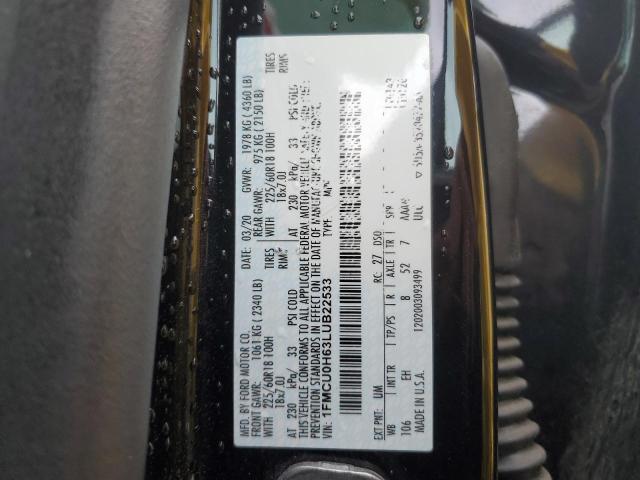 MFD. BY FORD MOTOR CO.
03/20 GVWR: 1978 KG ( 4360 LB)
FRONT GAWR: 1061 KG ( 2340 LB) REAR GAWR: 975 KG ( 2150 LB)
WITH 225/60R18 100H TIRES WITH 225/60R18 100H TIRES
18x7.0J RIMS 18x7.0J RIMS
AT 230 kPa/ 33 PSI COLD AT 230 kPa/ 33 PSI COLD
THIS VEHICLE CONFORMS TO ALL APPLICABLE FEDERAL MOTOR VEHICLE SAFETY AND THEFT
PREVENTION STANDARDS IN EFFECT ON THE DATE OF MANUFACTURE SHOWN ABOVE.
VIN: 1FMCU0H63LUB22533 TYPE: MPV
EXT PNT: UM RC: 27 DSO:
WB INT TR TP/PS R AXLE TR SPR
106 EH 8 52 7 AAAM
1202003093499 ULL
MADE IN U.S.A.